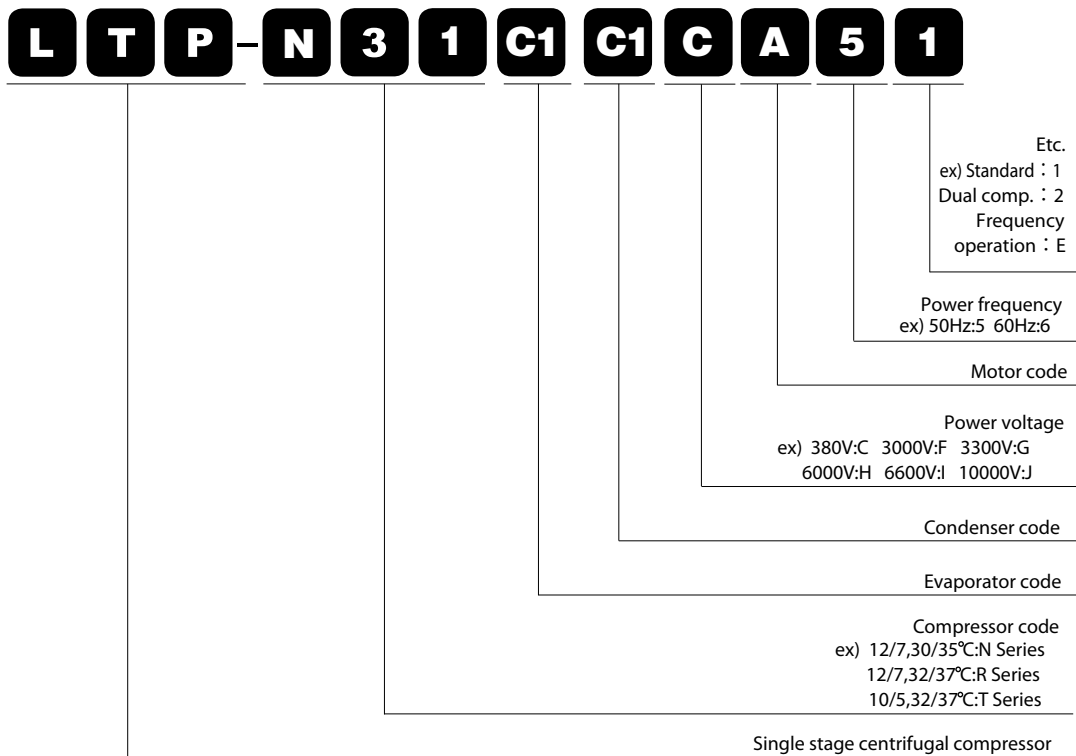 L T P - N 3 1 C1 C1 C A 5 1
Etc.
ex) Standard：1
Dual comp.：2
Frequency
operation：E
Power frequency
ex) 50Hz:5 60Hz:6
Motor code
Power voltage
ex) 380V:C 3000V:F 3300V:G
6000V:H 6600V:I 10000V:J
Condenser code
Evaporator code
Compressor code
ex) 12/7,30/35℃:N Series
12/7,32/37℃:R Series
10/5,32/37℃:T Series
Single stage centrifugal compressor